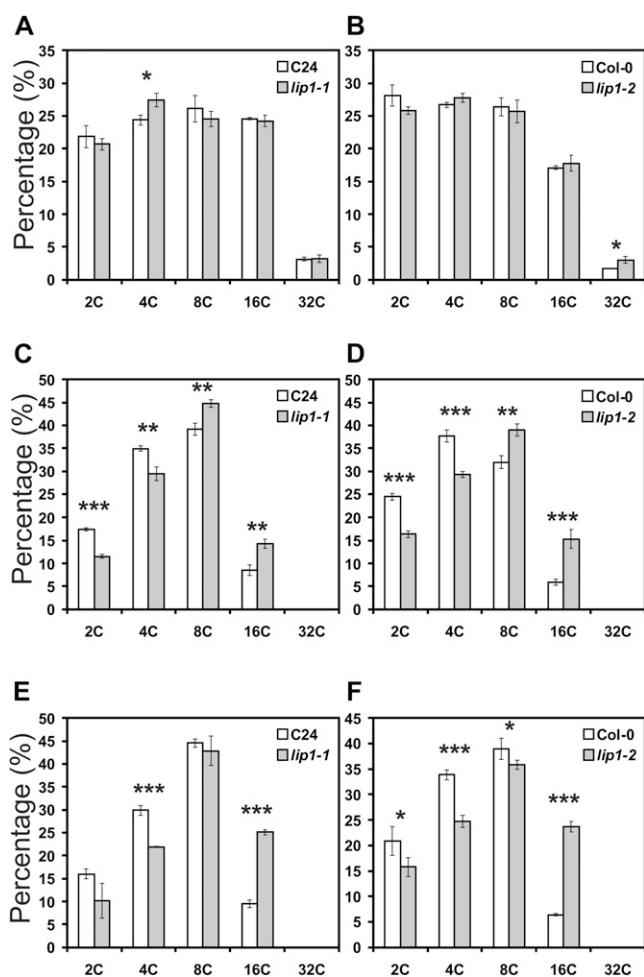 A
B
Percentage (%)
35
30
25
20
15
10
5
0
*
C24
lip1-1
2C 4C 8C 16C 32C
35
30
25
20
15
10
5
0
Col-0
lip1-2
*
2C 4C 8C 16C 32C
C
D
Percentage (%)
50
45
40
35
30
25
20
15
10
5
0
*** ** ** **
C24
lip1-1
2C 4C 8C 16C 32C
50
45
40
35
30
25
20
15
10
5
0
*** *** ** ***
Col-0
lip1-2
2C 4C 8C 16C 32C
E
F
Percentage (%)
50
45
40
35
30
25
20
15
10
5
0
*** ***
C24
lip1-1
2C 4C 8C 16C 32C
45
40
35
30
25
20
15
10
5
0
* *** * ***
Col-0
lip1-2
2C 4C 8C 16C 32C